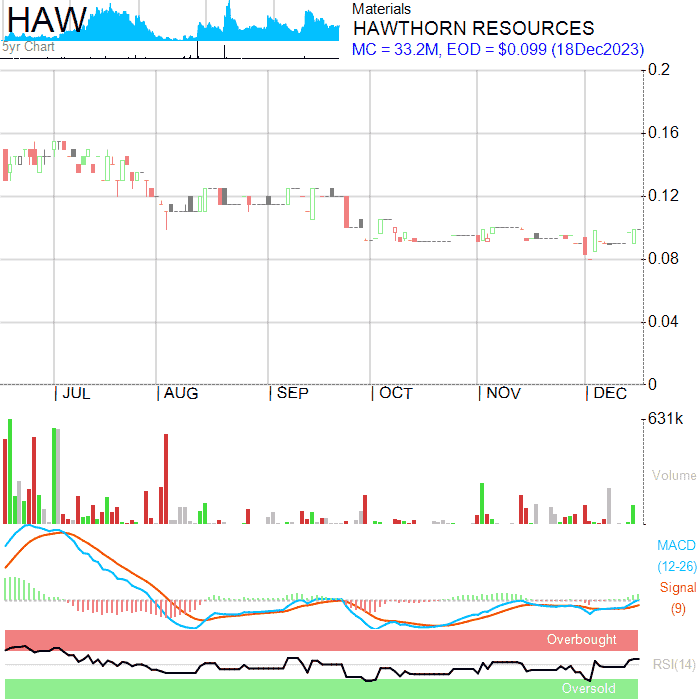 HAW
5yr Chart
Materials
HAWTHORN RESOURCES
MC = 33.2M, EOD = $0.099 (18Dec2023)
0.2
0.16
0.12
0.08
0.04
0
JUL
AUG
SEP
OCT
NOV
DEC
631k
Volume
MACD
(12-26)
Signal
(9)
Overbought
RSI(14)
Oversold